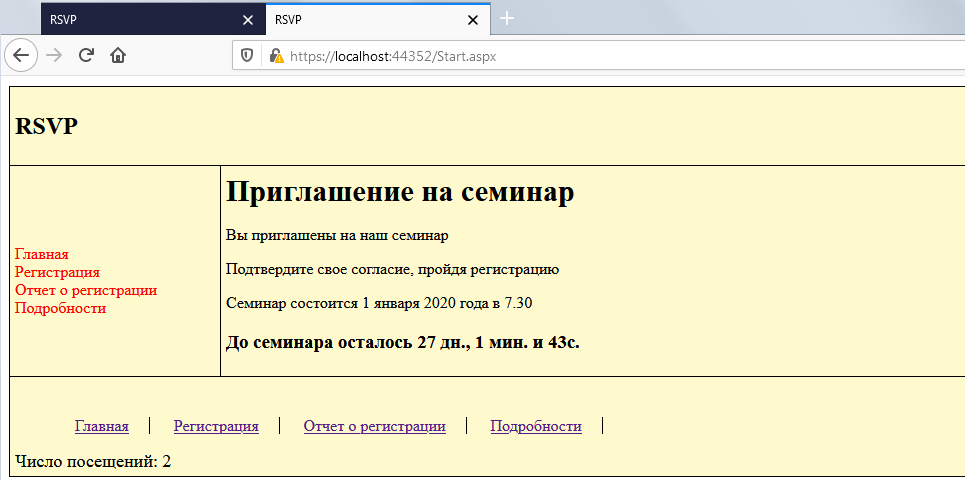 RSVP
RSVP
https://localhost:44352/Start.aspx
RSVP
Главная
Регистрация
Отчет о регистрации
Подробности
Приглашение на семинар
Вы приглашены на наш семинар
Подтвердите свое согласие, пройдя регистрацию
Семинар состоится 1 января 2020 года в 7.30
До семинара осталось 27 дн., 1 мин. и 43с.
Главная | Регистрация | Отчет о регистрации | Подробности |
Число посещений: 2